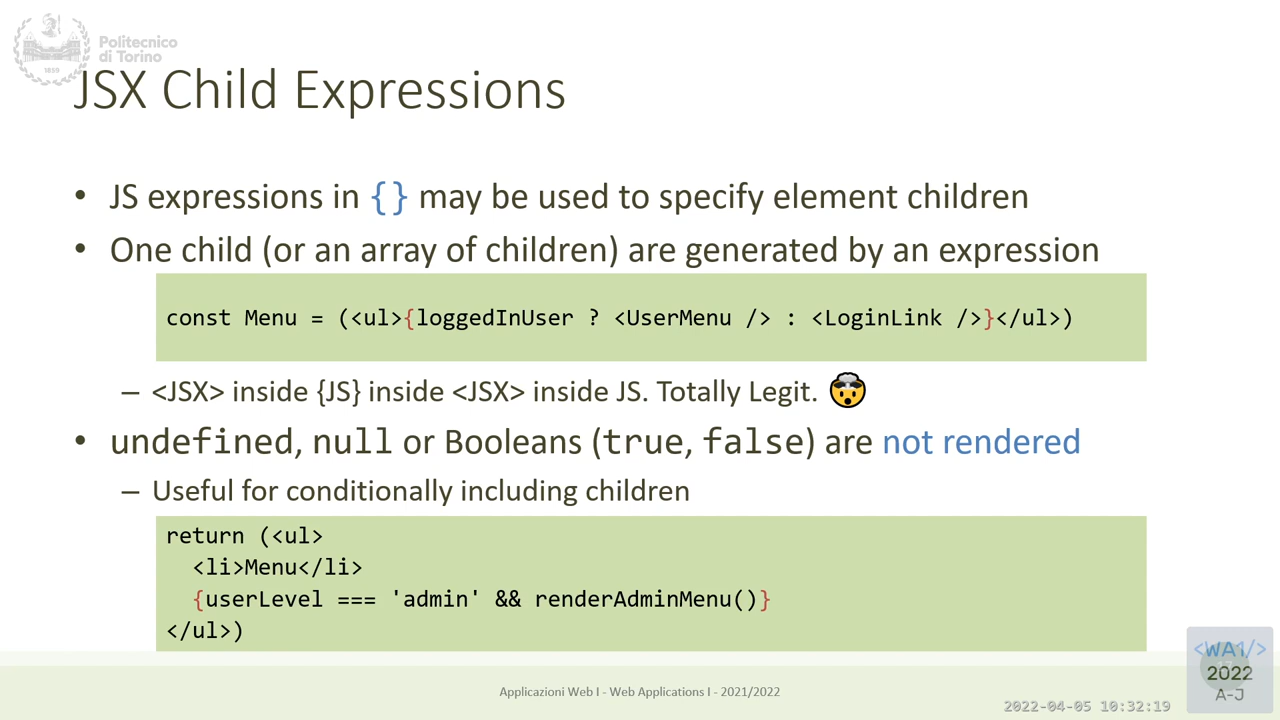 Politecnico
di Torino
1859
JSX Child Expressions
• JS expressions in {} may be used to specify element children
• One child (or an array of children) are generated by an expression
const Menu = (<ul>{loggedInUser ? <UserMenu /> : <LoginLink />}</ul>)
– <JSX> inside {JS} inside <JSX> inside JS. Totally Legit. 🤯
• undefined, null or Booleans (true, false) are not rendered
– Useful for conditionally including children
return (<ul>
<li>Menu</li>
{userLevel === 'admin' && renderAdminMenu()}
</ul>)
<WA1/>
2022
A-J
Applicazioni Web I - Web Applications I - 2021/2022
2022-04-05 10:32:19